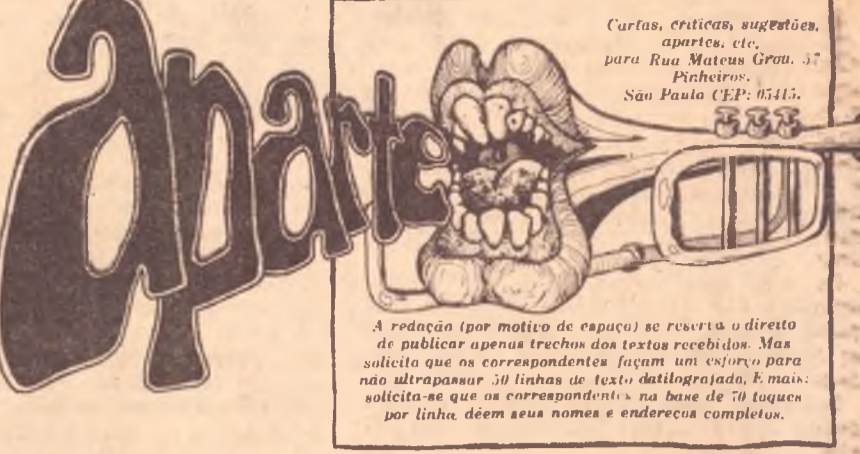 aparte
Cartas, críticas, sugestões,
apartes, etc,
para Rua Mateus Grou, 57
Pinheiros.
São Paulo CEP: 05415.
A redação (por motivo de espaço) se reserva o direito
de publicar apenas trechos dos textos recebidos. Mas
solicita que os correspondentes façam um esforço para
não ultrapassar 50 linhas de texto datilografado, E mais:
solicita-se que os correspondentes na base de 70 toques
por linha, dêem seus nomes e endereços completos.